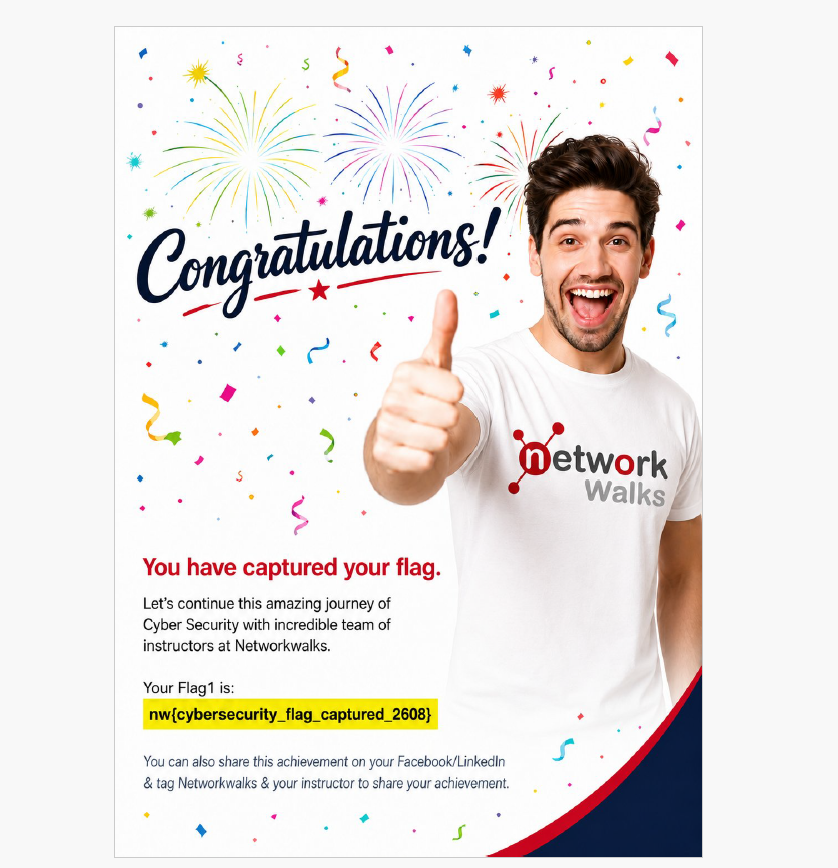 Congratulations!
network
Walks
You have captured your flag.
Let's continue this amazing journey of
Cyber Security with incredible team of
instructors at Networkwalks.
Your Flag1 is:
nw{cybersecurity_flag_captured_2608}
You can also share this achievement on your Facebook/LinkedIn
& tag Networkwalks & your instructor to share your achievement.